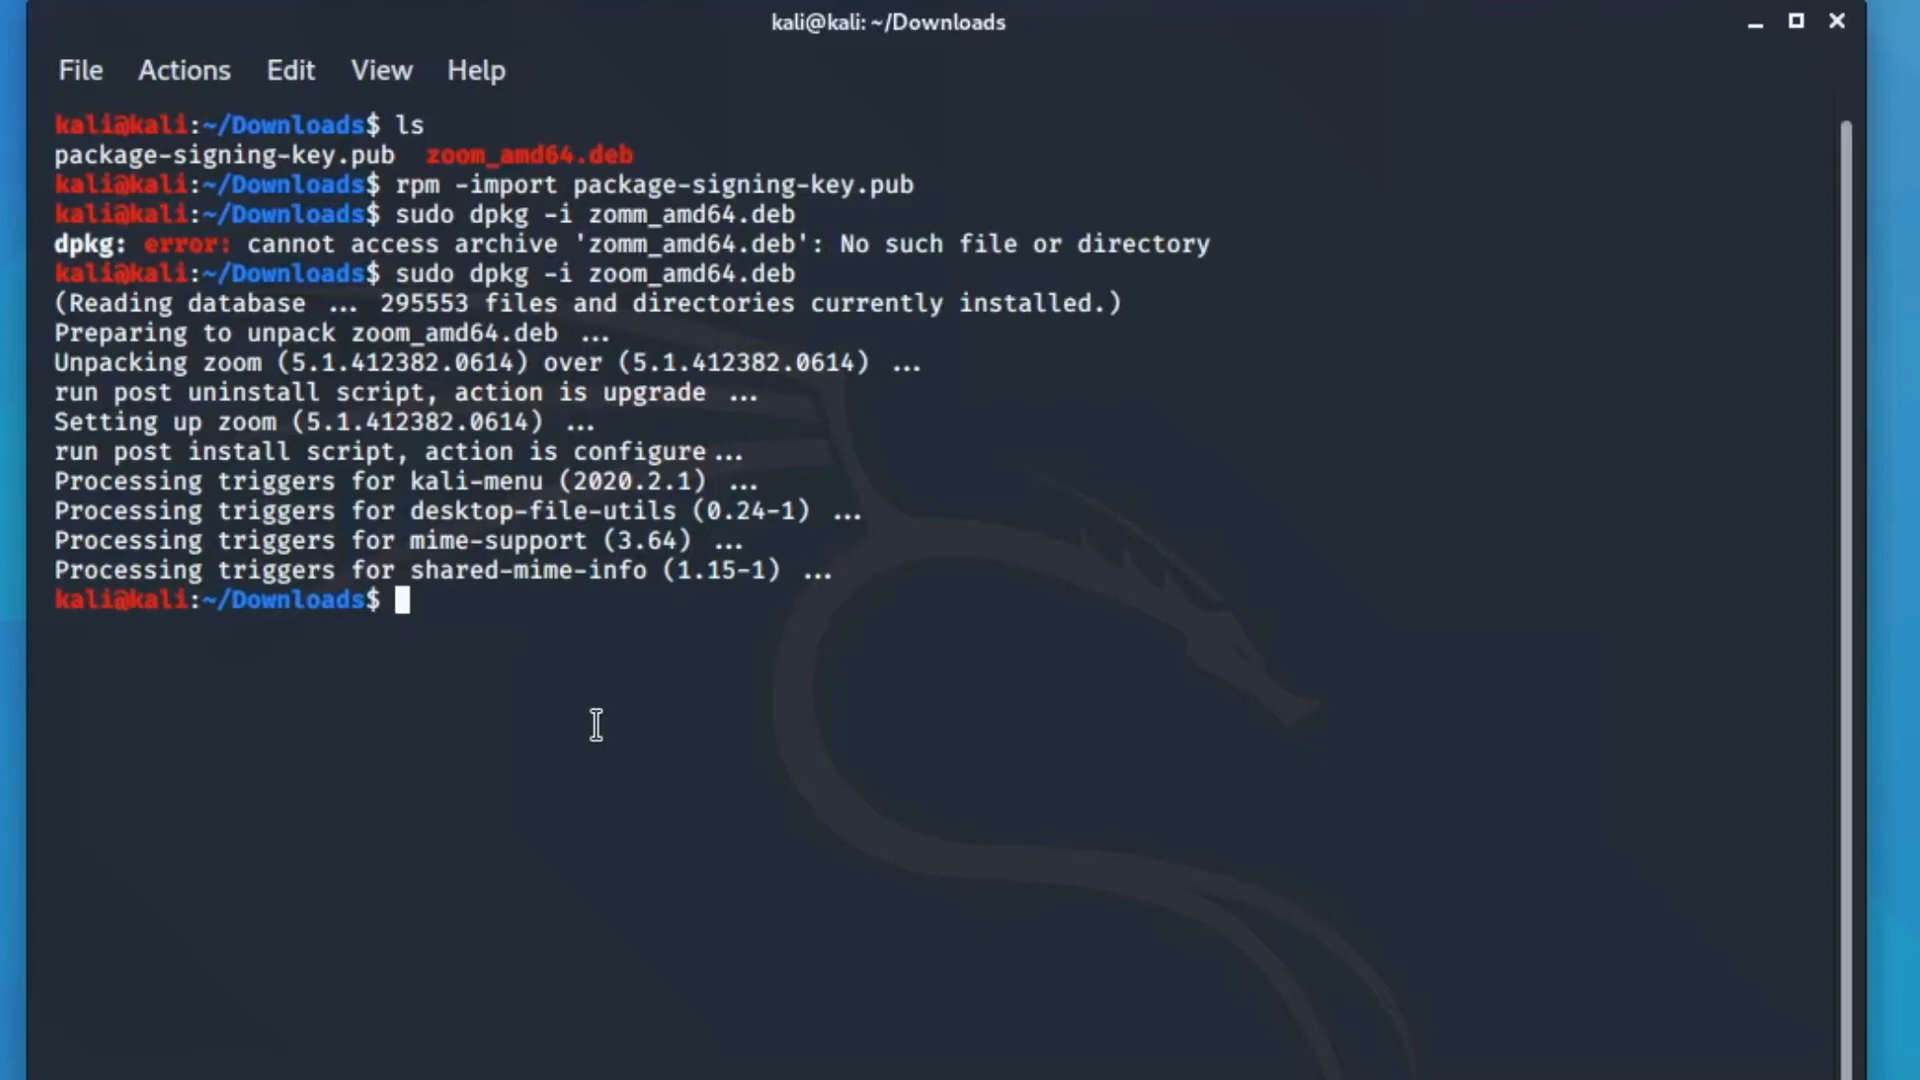 kali@kali: ~/Downloads
File Actions Edit View Help
kali@kali:~/Downloads$ ls
package-signing-key.pub  zoom_amd64.deb
kali@kali:~/Downloads$ rpm -import package-signing-key.pub
kali@kali:~/Downloads$ sudo dpkg -i zomm_amd64.deb
dpkg: error: cannot access archive 'zomm_amd64.deb': No such file or directory
kali@kali:~/Downloads$ sudo dpkg -i zoom_amd64.deb
(Reading database ... 295553 files and directories currently installed.)
Preparing to unpack zoom_amd64.deb ...
Unpacking zoom (5.1.412382.0614) over (5.1.412382.0614) ...
run post uninstall script, action is upgrade ...
Setting up zoom (5.1.412382.0614) ...
run post install script, action is configure...
Processing triggers for kali-menu (2020.2.1) ...
Processing triggers for desktop-file-utils (0.24-1) ...
Processing triggers for mime-support (3.64) ...
Processing triggers for shared-mime-info (1.15-1) ...
kali@kali:~/Downloads$